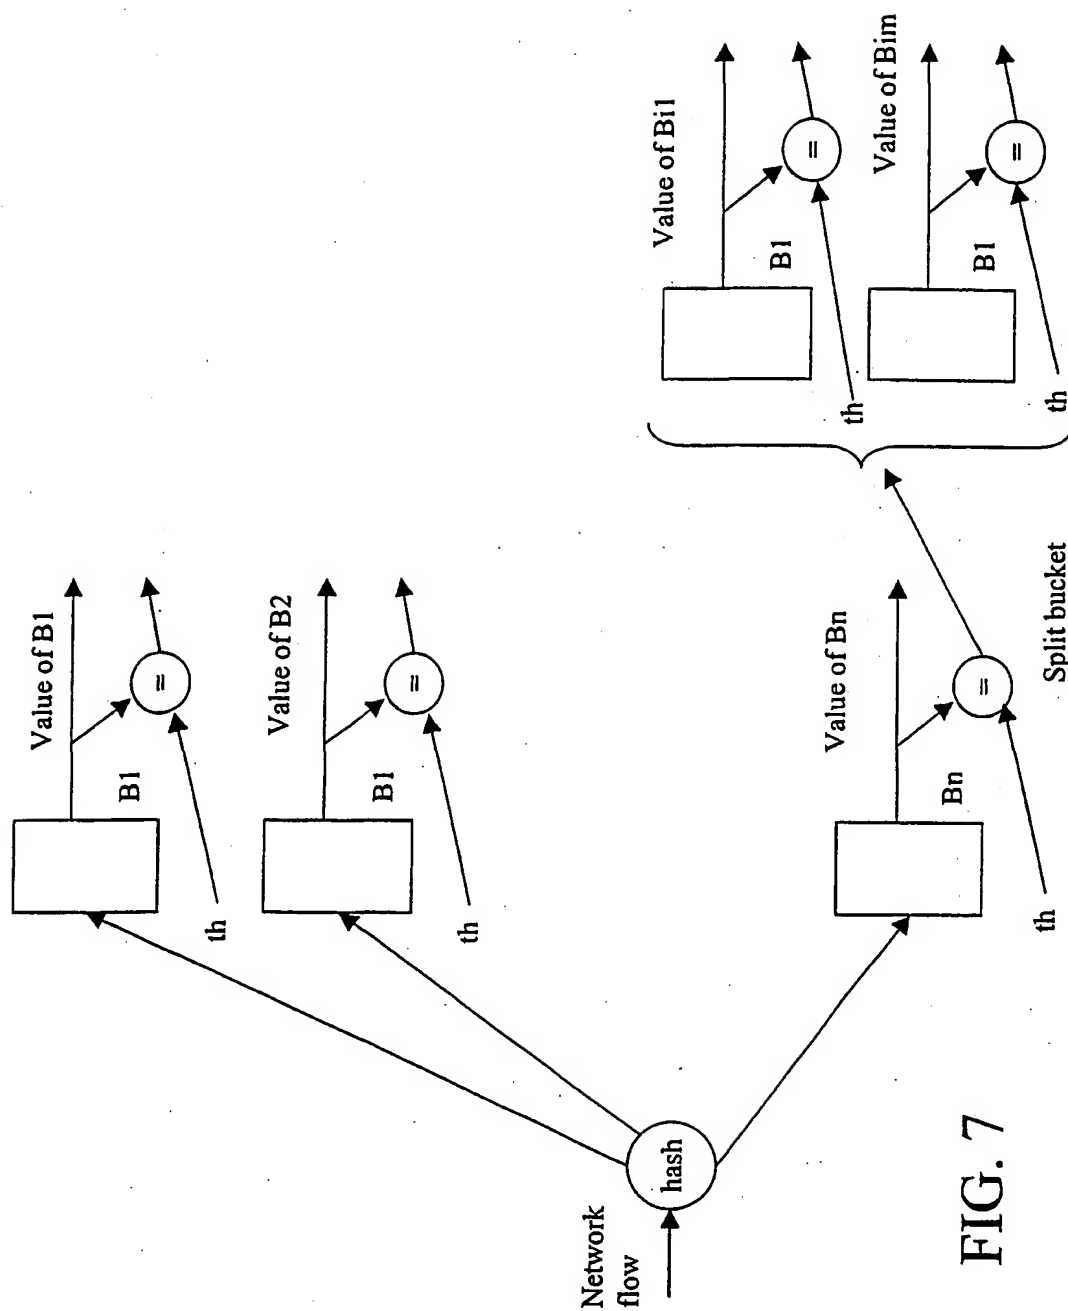 Network
flow
hash
Value of B1
B1
=
th
Value of B2
B1
=
th
Value of Bn
Bn
=
th
Split bucket
Value of Bi1
B1
=
th
Value of Bim
B1
=
th
FIG. 7